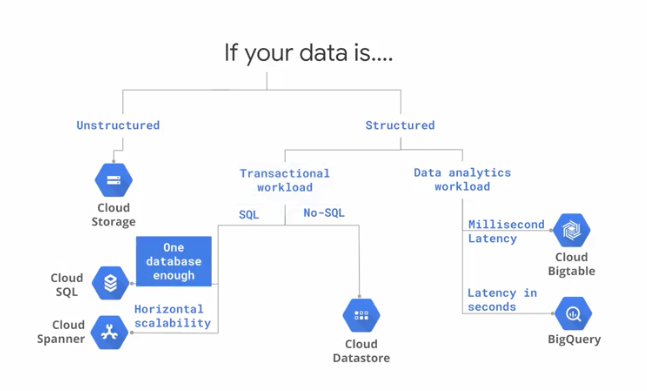 If your data is....
Unstructured
Structured
Cloud
Storage
Transactional
workload
Data analytics
workload
SQL
No-SQL
One
database
enough
Cloud
SQL
Horizontal
scalability
Cloud
Spanner
Cloud
Datastore
Millisecond
Latency
Cloud
Bigtable
Latency in
seconds
BigQuery